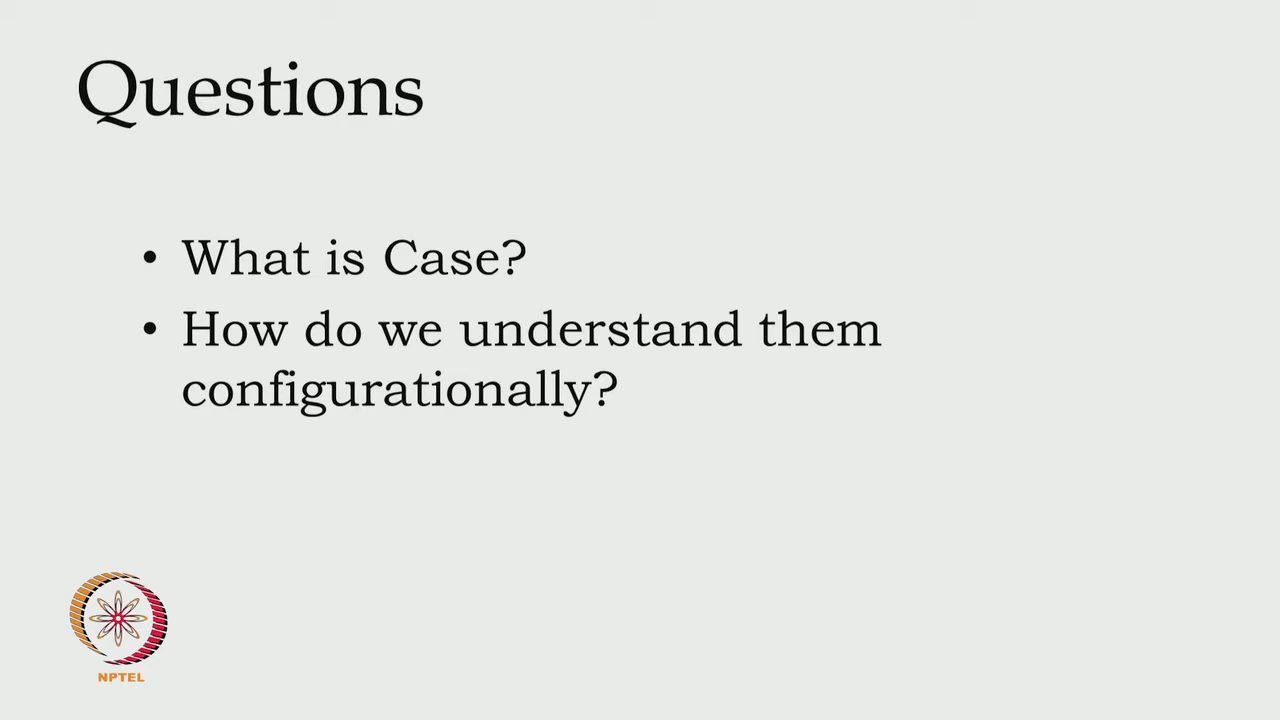 Questions
• What is Case?
• How do we understand them
configurationally?
NPTEL